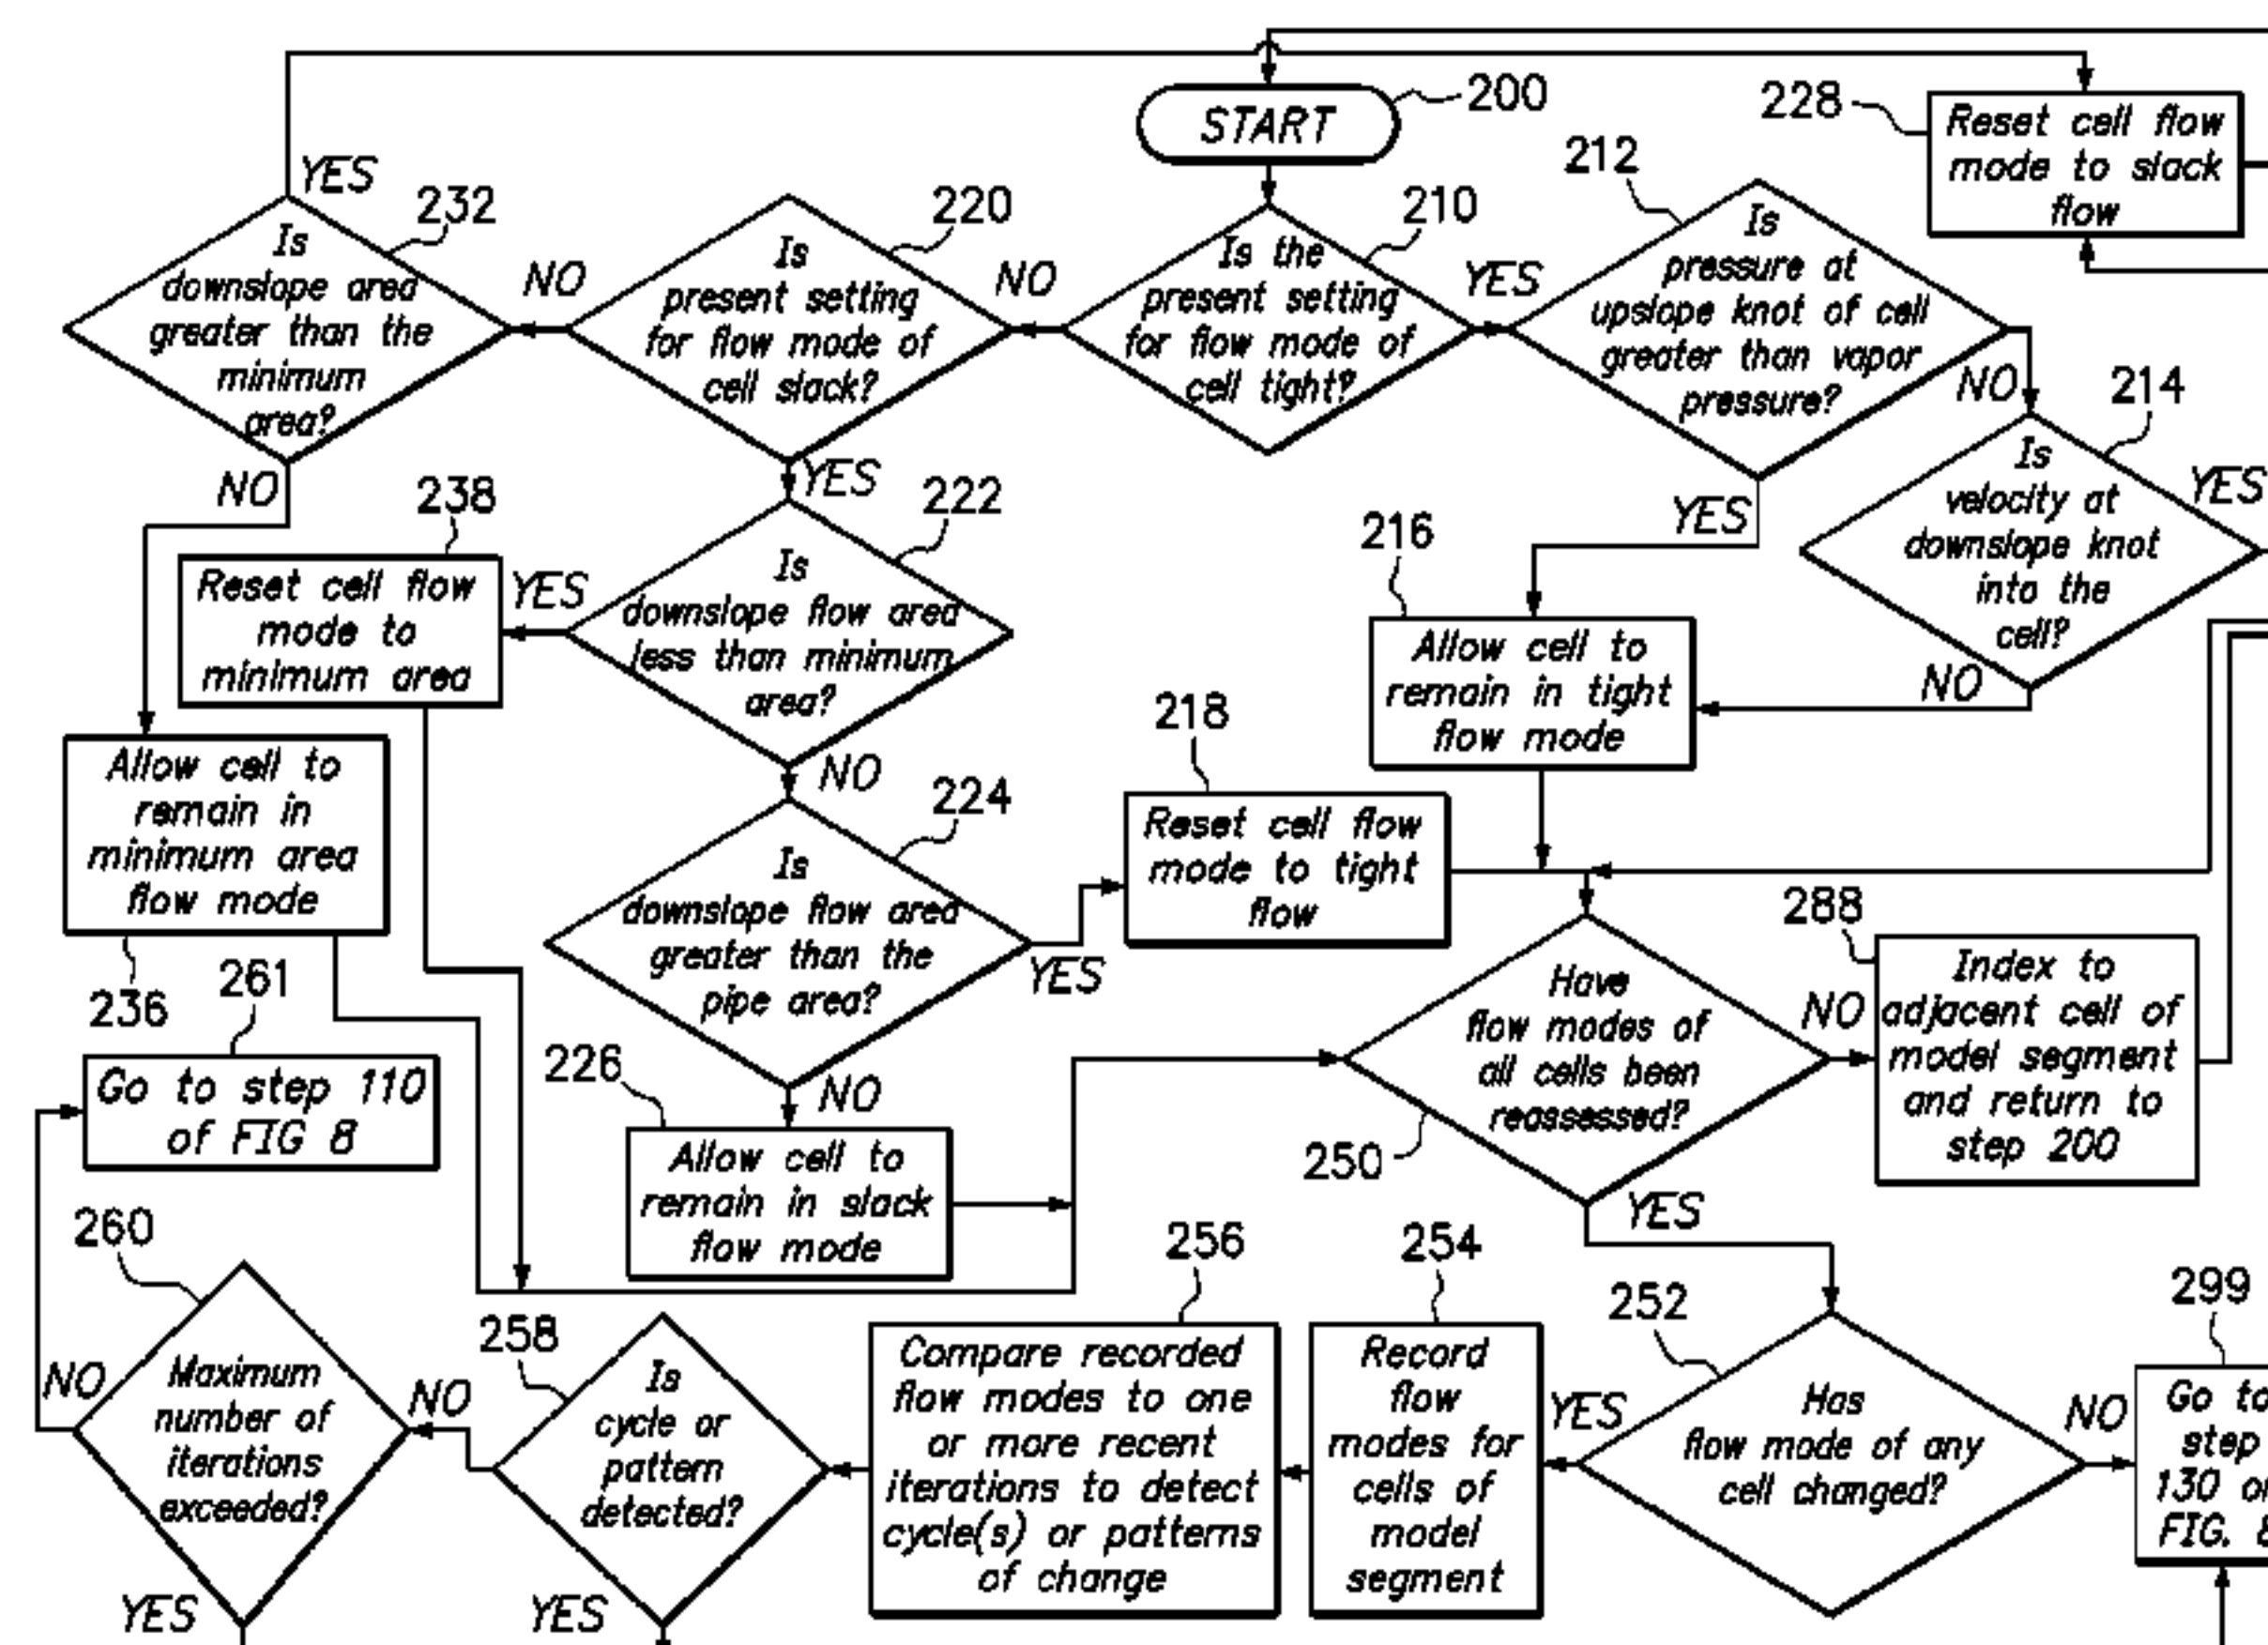 START
200
228
Reset cell flow
mode to slack
flow
YES
232
Is
downslope area
greater than the
minimum
area?
NO
220
Is
present setting
for flow mode of
cell slack?
NO
YES
210
Is the
present setting
for flow mode of
cell tight?
YES
212
Is
pressure at
upslope knot of cell
greater than vapor
pressure?
NO
YES
214
Is
velocity at
downslope knot
into the
cell?
YES
NO
NO
238
Reset cell flow
mode to
minimum area
YES
222
Is
downslope flow area
less than minimum
area?
NO
216
Allow cell to
remain in tight
flow mode
Allow cell to
remain in
minimum area
flow mode
236
224
Is
downslope flow area
greater than the
pipe area?
YES
NO
218
Reset cell flow
mode to tight
flow
261
Go to step 110
of FIG 8
226
Allow cell to
remain in slack
flow mode
250
Have
flow modes of
all cells been
reassessed?
NO
YES
288
Index to
adjacent cell of
model segment
and return to
step 200
260
Maximum
number of
iterations
exceeded?
NO
YES
258
Is
cycle or
pattern
detected?
NO
YES
256
Compare recorded
flow modes to one
or more recent
iterations to detect
cycle(s) or patterns
of change
254
Record
flow
modes for
cells of
model
segment
252
Has
flow mode of any
cell changed?
YES
NO
299
Go to
step
130
FIG.